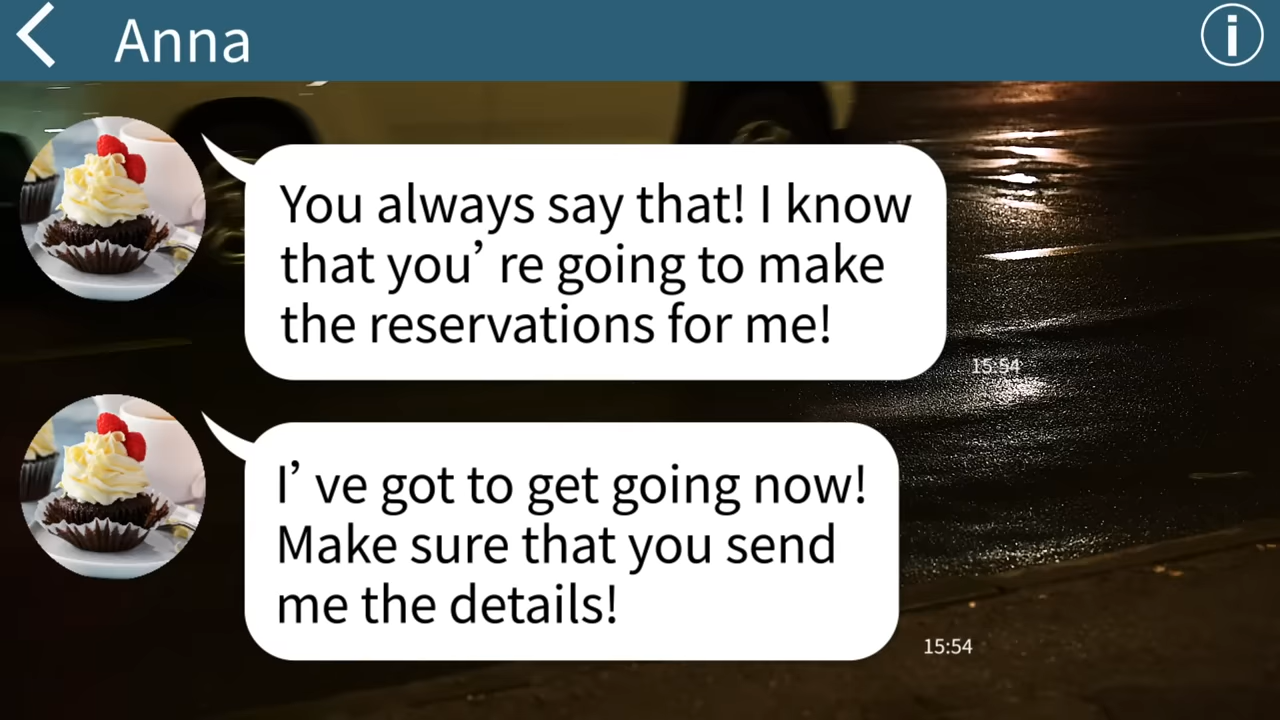 Anna
You always say that! I know
that you’ re going to make
the reservations for me!
15:54
I’ ve got to get going now!
Make sure that you send
me the details!
15:54